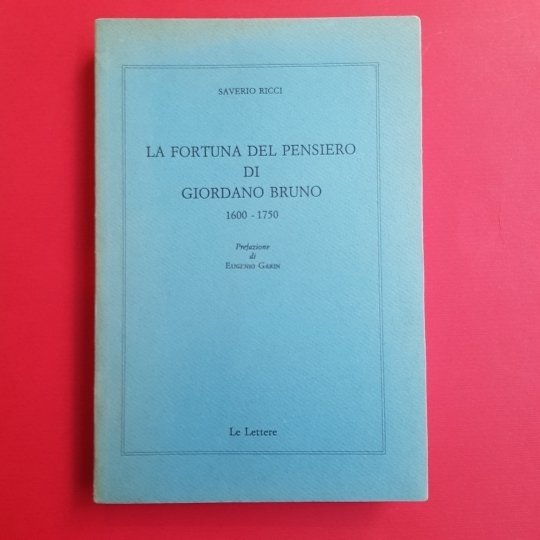 SAVERIO RICCI
LA FORTUNA DEL PENSIERO
DI
GIORDANO BRUNO
1600 - 1750
Prefazione
di
EUGENIO GARIN
Le Lettere